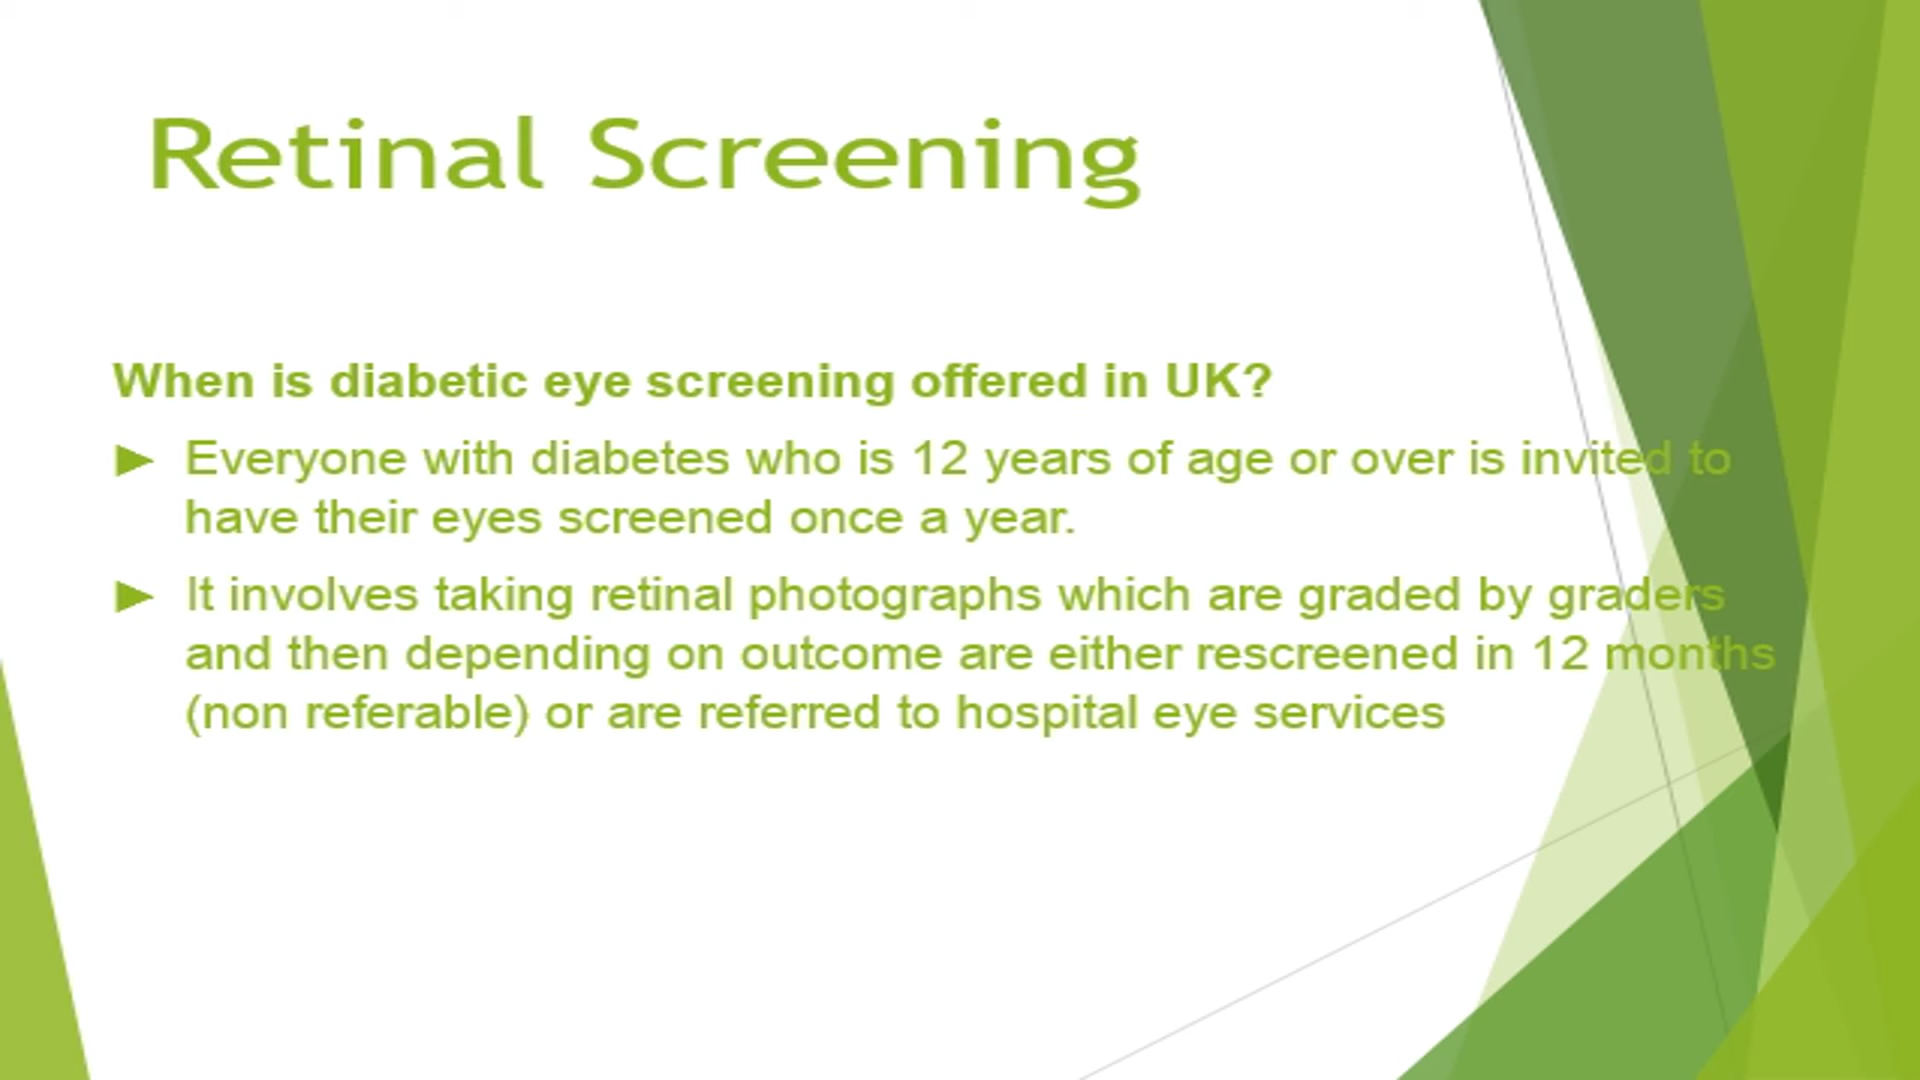 Retinal Screening
When is diabetic eye screening offered in UK?
► Everyone with diabetes who is 12 years of age or over is invited to
have their eyes screened once a year.
► It involves taking retinal photographs which are graded by graders
and then depending on outcome are either rescreened in 12 months
(non referable) or are referred to hospital eye services